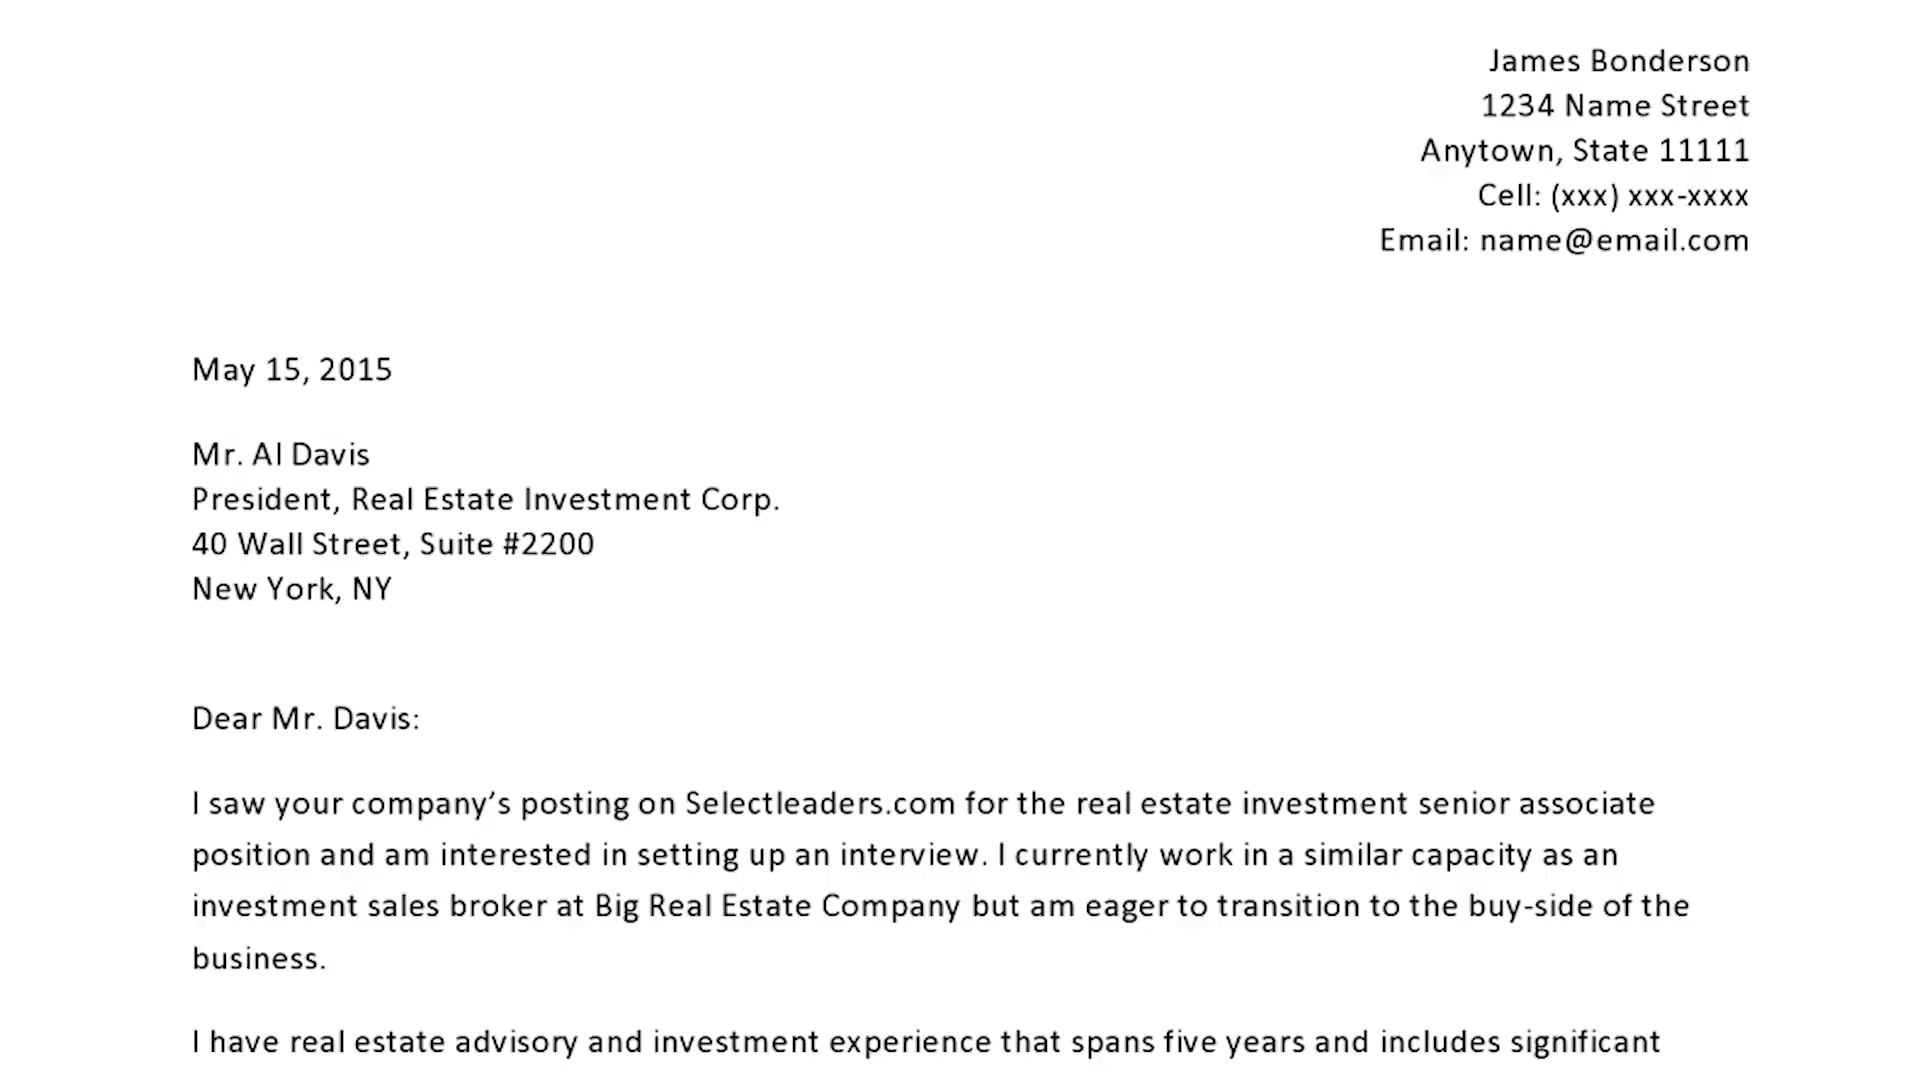 James Bonderson
1234 Name Street
Anytown, State 11111
Cell: (xxx) xxx-xxxx
Email: name@email.com
May 15, 2015
Mr. Al Davis
President, Real Estate Investment Corp.
40 Wall Street, Suite #2200
New York, NY
Dear Mr. Davis:
I saw your company’s posting on Selectleaders.com for the real estate investment senior associate
position and am interested in setting up an interview. I currently work in a similar capacity as an
investment sales broker at Big Real Estate Company but am eager to transition to the buy-side of the
business.
I have real estate advisory and investment experience that spans five years and includes significant